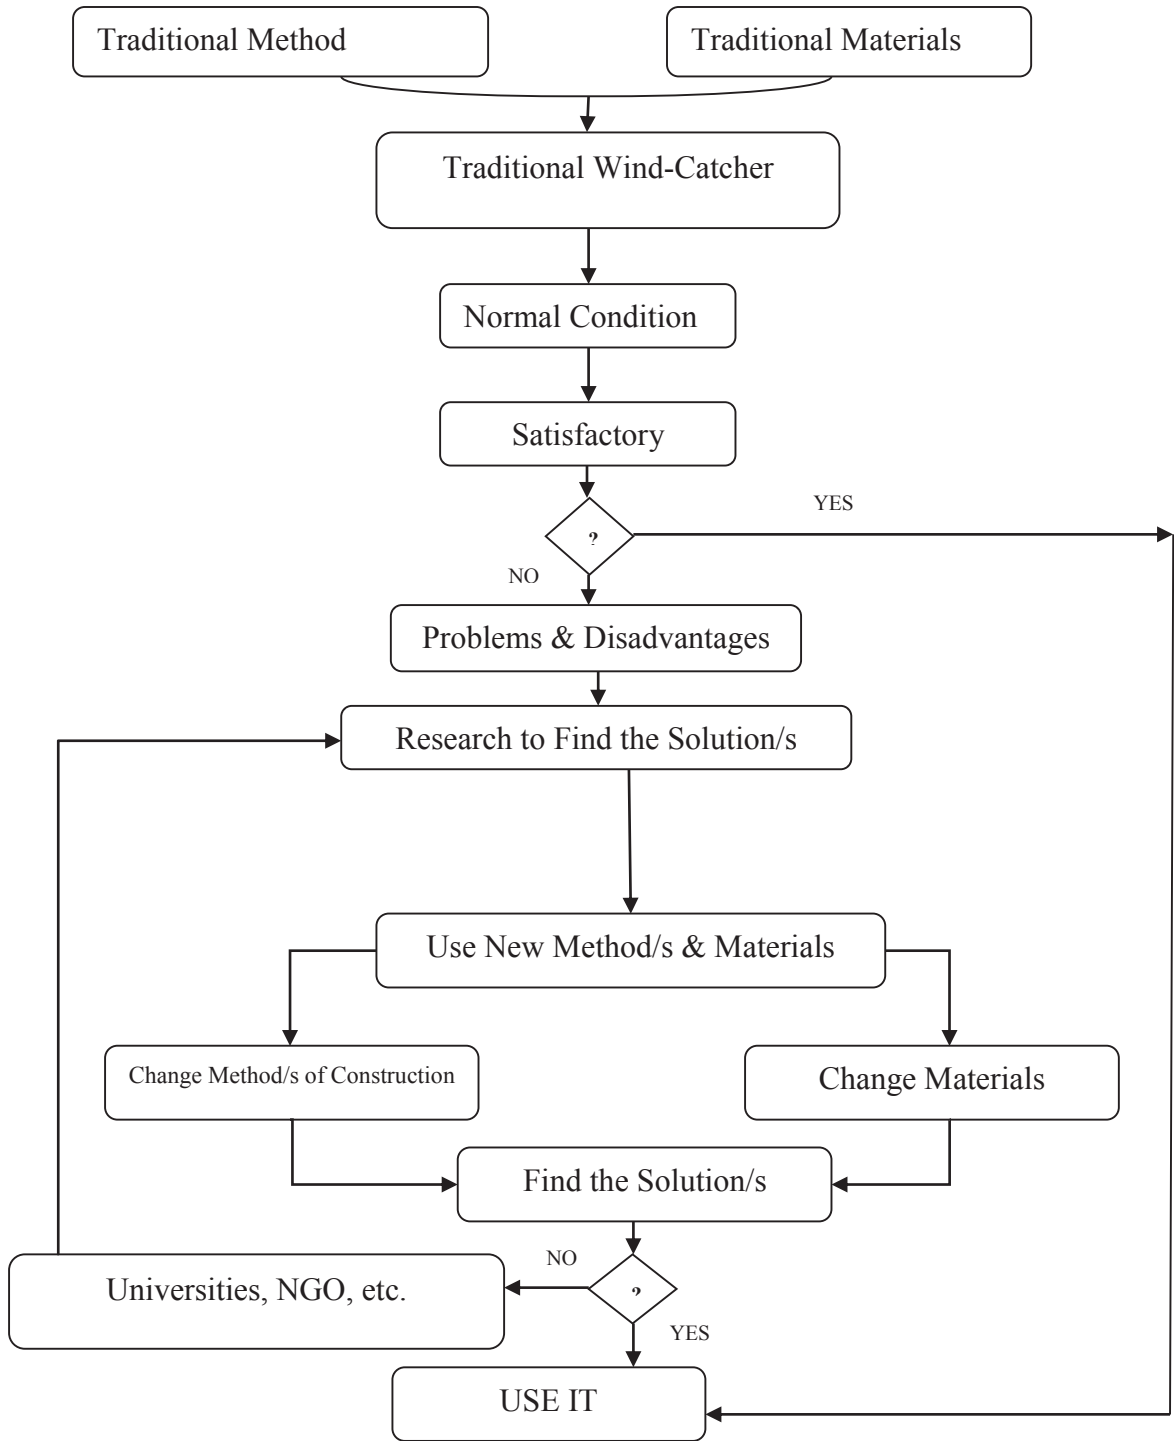 Traditional Method
Traditional Materials
Traditional Wind-Catcher
Normal Condition
Satisfactory
?
YES
NO
Problems & Disadvantages
Research to Find the Solution/s
Use New Method/s & Materials
Change Method/s of Construction
Change Materials
Find the Solution/s
NO
?
Universities, NGO, etc.
YES
USE IT